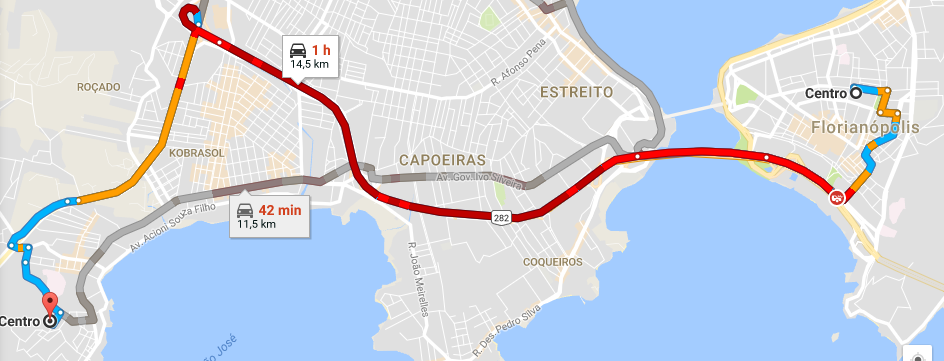 1 h
14,5 km
R. Afonso Pena
ROÇADO
ESTREITO
Centro
Florianópolis
KOBRASOL
CAPOEIRAS
Av. Gov. Ivo Silveira
42 min
11,5 km
Av. Acioni Souza Filho
282
R. João Meirelles
COQUEIROS
R. Des. Pedro Silva
Centro
São José